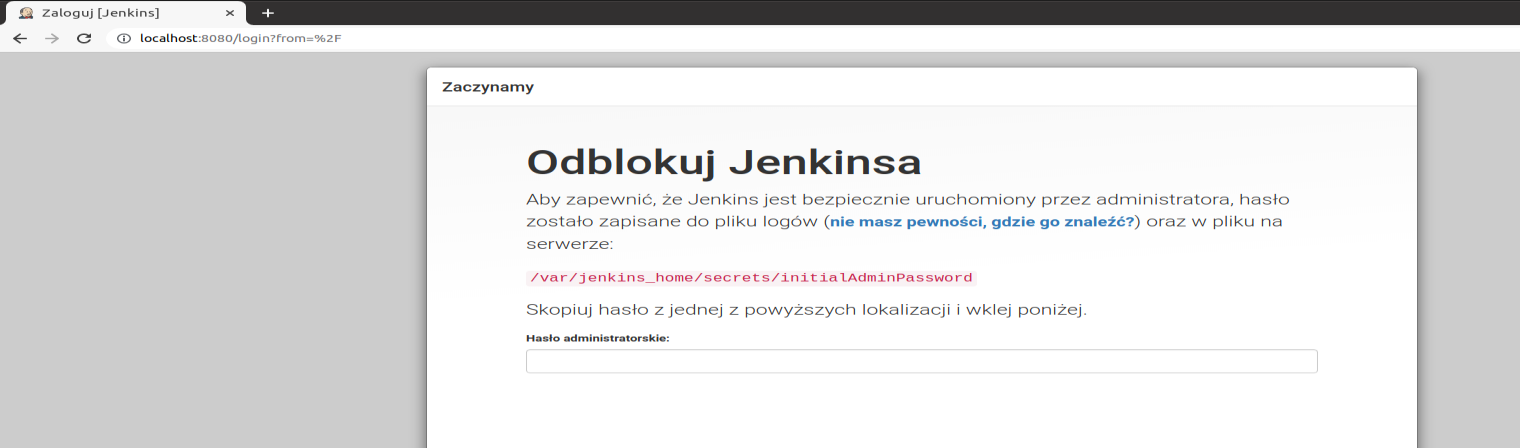 Zaloguj [Jenkins]
localhost:8080/login?from=%2F
Zaczynamy
Odblokuj Jenkinsa
Aby zapewnić, że Jenkins jest bezpiecznie uruchomiony przez administratora, hasło
zostało zapisane do pliku logów (nie masz pewności, gdzie go znaleźć?) oraz w pliku na
serwerze:
/var/jenkins_home/secrets/initialAdminPassword
Skopiuj hasło z jednej z powyższych lokalizacji i wklej poniżej.
Hasło administratorskie: